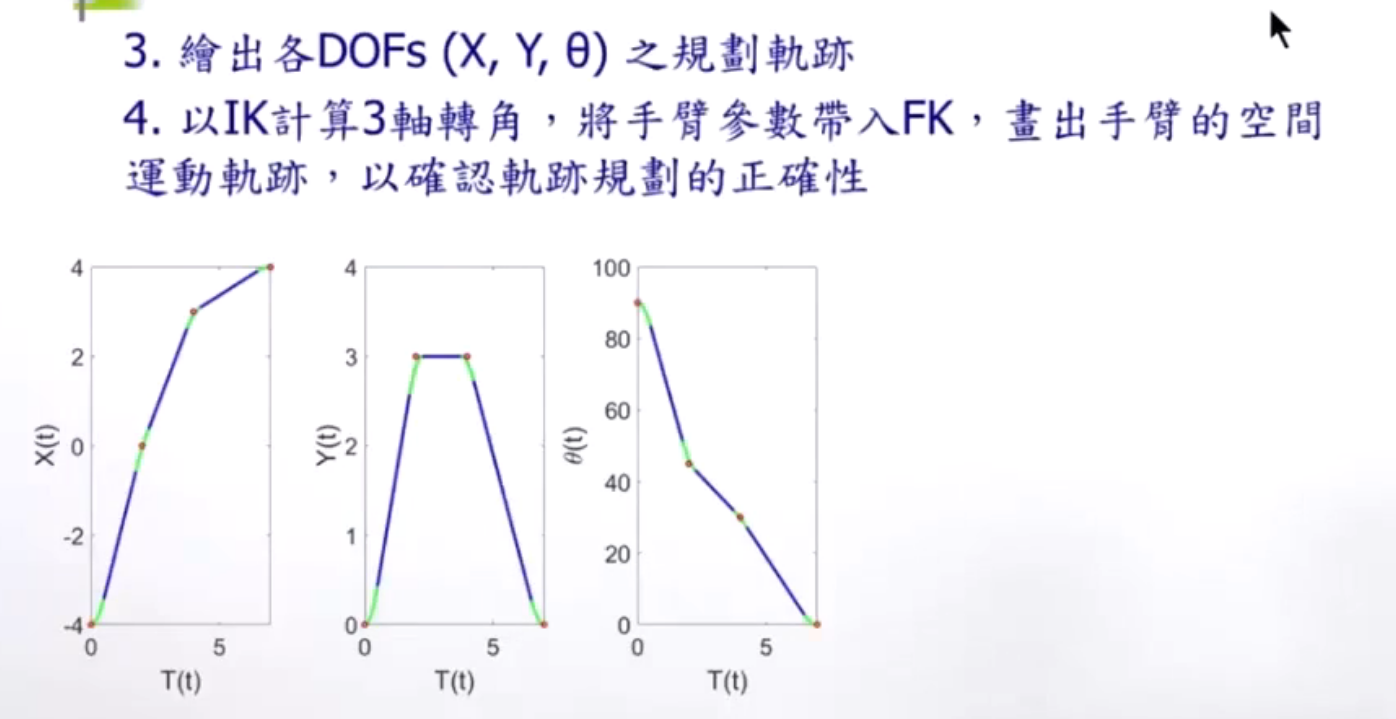 3. 繪出各DOFs (X, Y, θ) 之規劃軌跡
4. 以IK計算3軸轉角，將手臂參數帶入FK，畫出手臂的空間
運動軌跡，以確認軌跡規劃的正確性
4
2
0
-2
-4
X(t)
0 5
T(t)
4
3
2
1
0
Y(t)
0 5
T(t)
100
80
60
40
20
0
θ(t)
0 5
T(t)